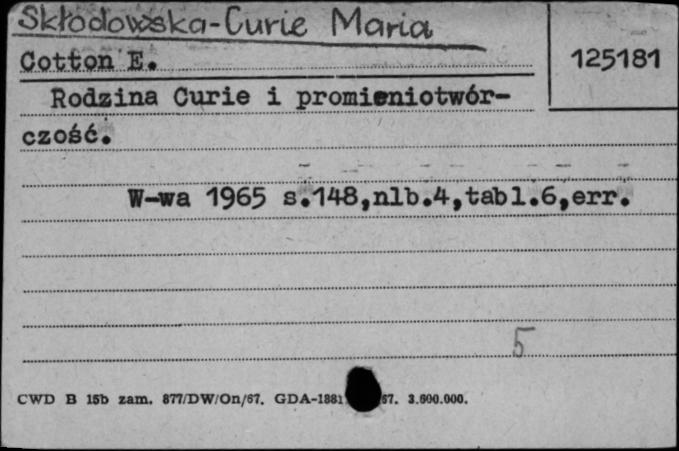 Skłodowska-Curie Maria
Cotton E.
125181
Rodzina Curie i promieniotwór-
czość.
W-wa 1965 s.148,nlb.4,tabl.6,err.
5
CWD B 15b zam. 877/DW/On/67. GDA-1881 67. 3.600.000.